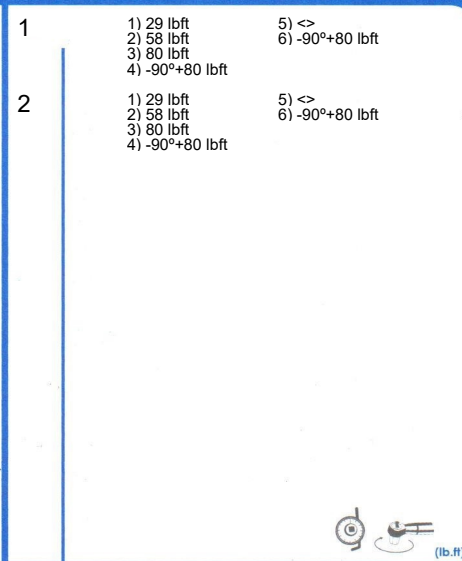 1
1) 29 lbft
2) 58 lbft
3) 80 lbft
4) -90º+80 lbft
5) <>
6) -90º+80 lbft
2
1) 29 lbft
2) 58 lbft
3) 80 lbft
4) -90º+80 lbft
5) <>
6) -90º+80 lbft
(lb.ft)